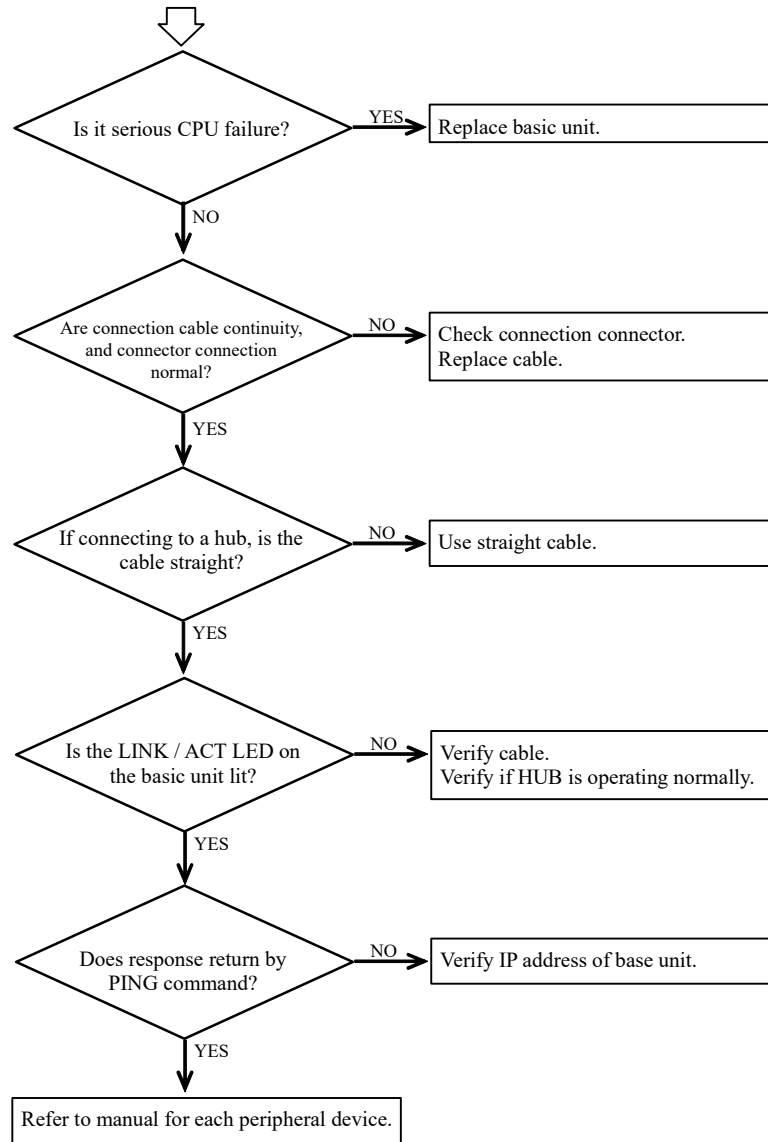 Is it serious CPU failure?
YES
Replace basic unit.
NO
Are connection cable continuity,
and connector connection
normal?
NO
Check connection connector.
Replace cable.
YES
If connecting to a hub, is the
cable straight?
NO
Use straight cable.
YES
Is the LINK / ACT LED on
the basic unit lit?
NO
Verify cable.
Verify if HUB is operating normally.
YES
Does response return by
PING command?
NO
Verify IP address of base unit.
YES
Refer to manual for each peripheral device.